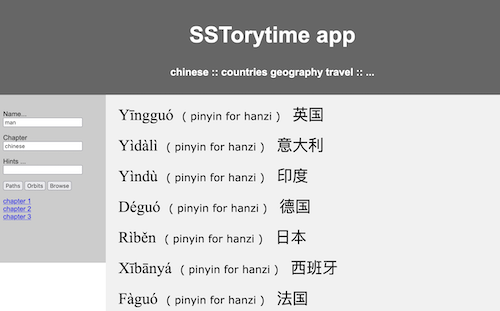 SSTorytime app
chinese :: countries geography travel :: ...
Name...
man
Chapter
chinese
Hints ...
Paths Orbits Browse
chapter 1
chapter 2
chapter 3
Yīngguó ( pinyin for hanzi ) 英国
Yìdàlì ( pinyin for hanzi ) 意大利
Yìndù ( pinyin for hanzi ) 印度
Déguó ( pinyin for hanzi ) 德国
Rìběn ( pinyin for hanzi ) 日本
Xībānyá ( pinyin for hanzi ) 西班牙
Fàguó ( pinyin for hanzi ) 法国